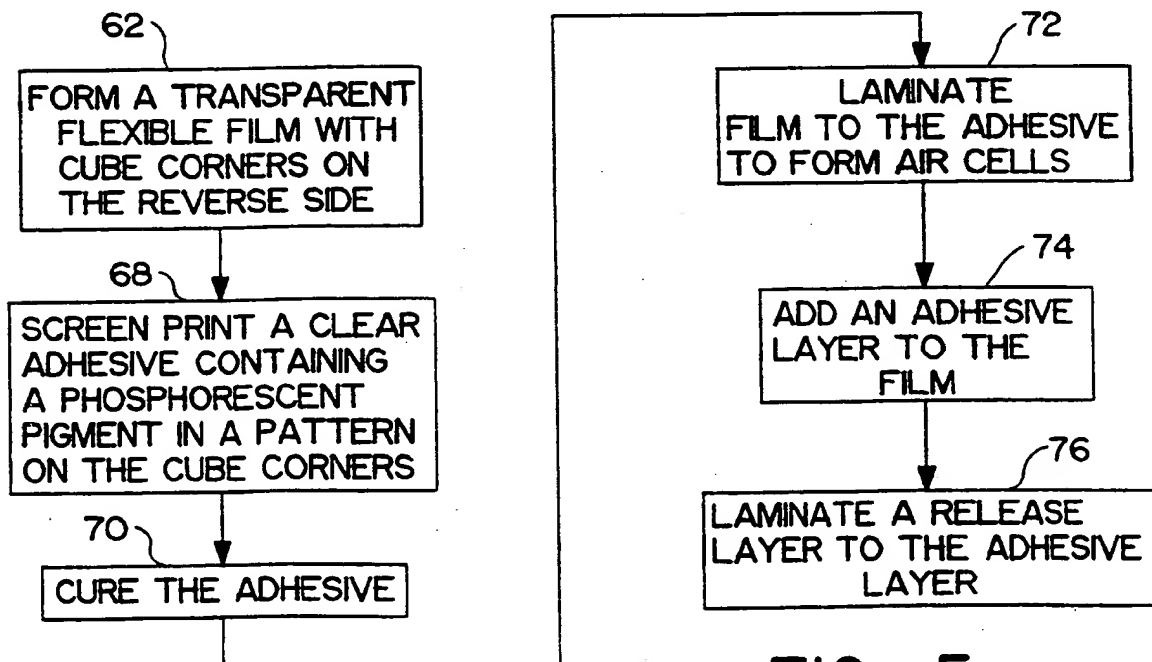 62
FORM A TRANSPARENT
FLEXIBLE FILM WITH
CUBE CORNERS ON
THE REVERSE SIDE
68
SCREEN PRINT A CLEAR
ADHESIVE CONTAINING
A PHOSPHORESCENT
PIGMENT IN A PATTERN
ON THE CUBE CORNERS
70
CURE THE ADHESIVE
72
LAMINATE
FILM TO THE ADHESIVE
TO FORM AIR CELLS
74
ADD AN ADHESIVE
LAYER TO THE
FILM
76
LAMINATE A RELEASE
LAYER TO THE ADHESIVE
LAYER